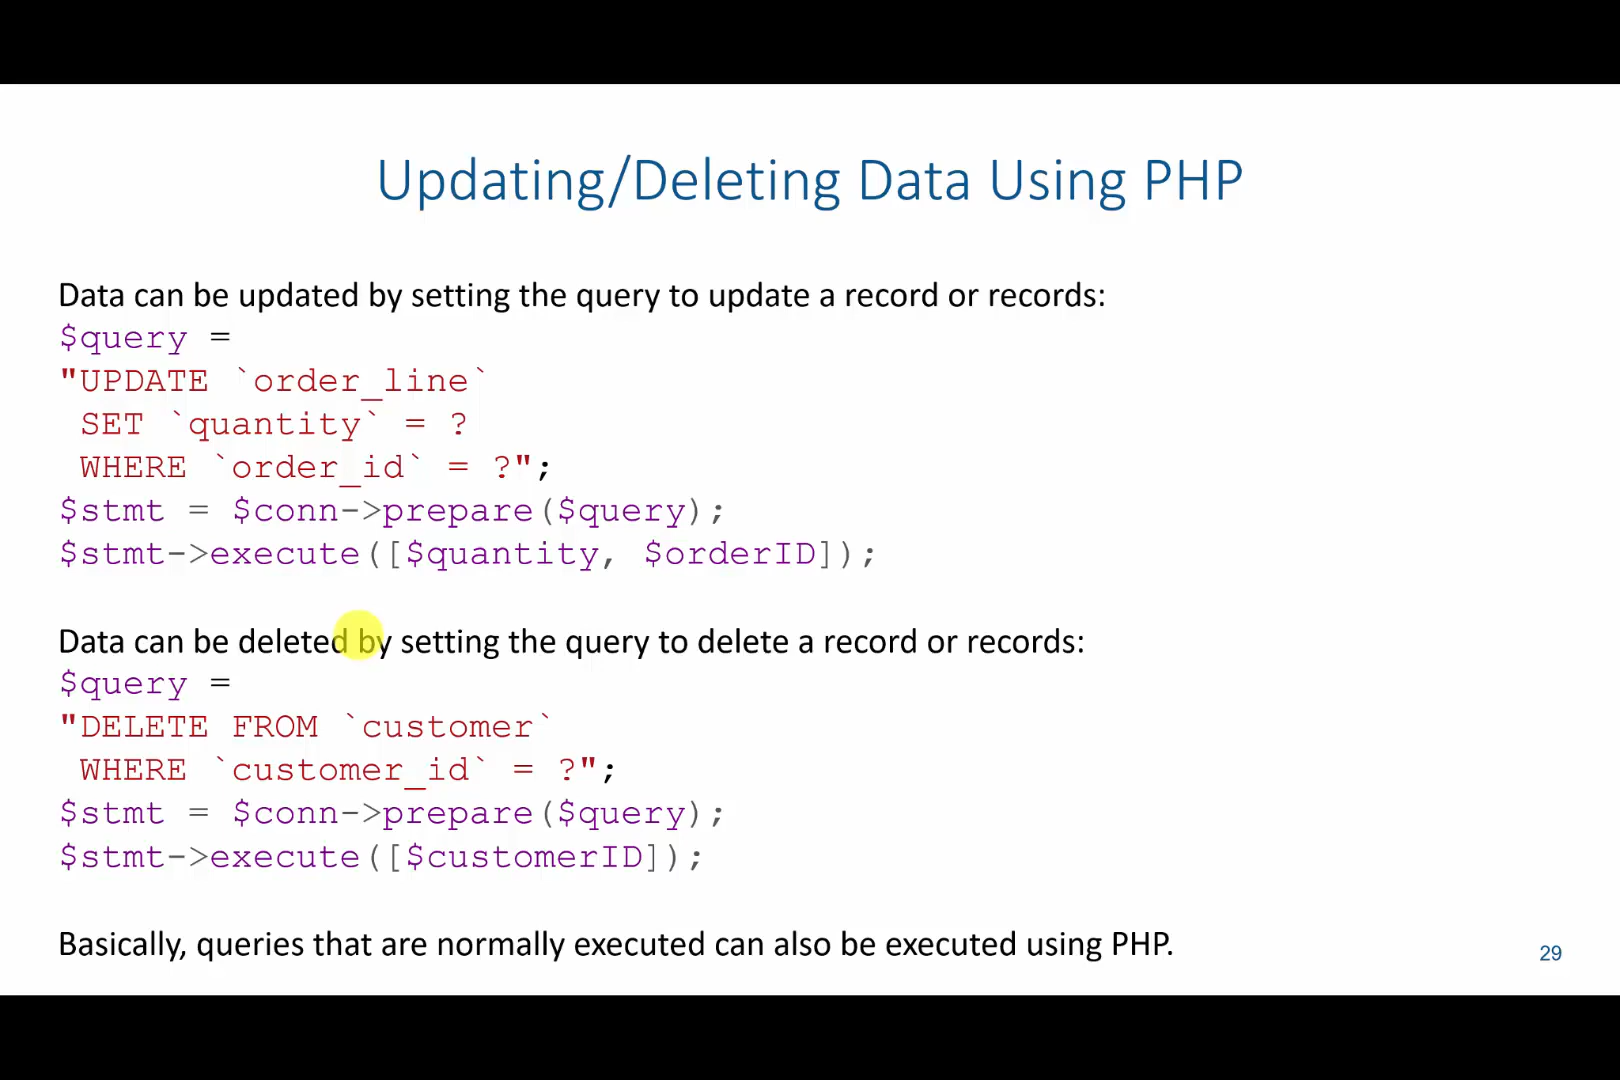 Updating/Deleting Data Using PHP
Data can be updated by setting the query to update a record or records:
$query =
"UPDATE `order_line`
SET `quantity` = ?
WHERE `order_id` = ?";
$stmt = $conn->prepare($query);
$stmt->execute([$quantity, $orderID]);
Data can be deleted by setting the query to delete a record or records:
$query =
"DELETE FROM `customer`
WHERE `customer_id` = ?";
$stmt = $conn->prepare($query);
$stmt->execute([$customerID]);
Basically, queries that are normally executed can also be executed using PHP.
29